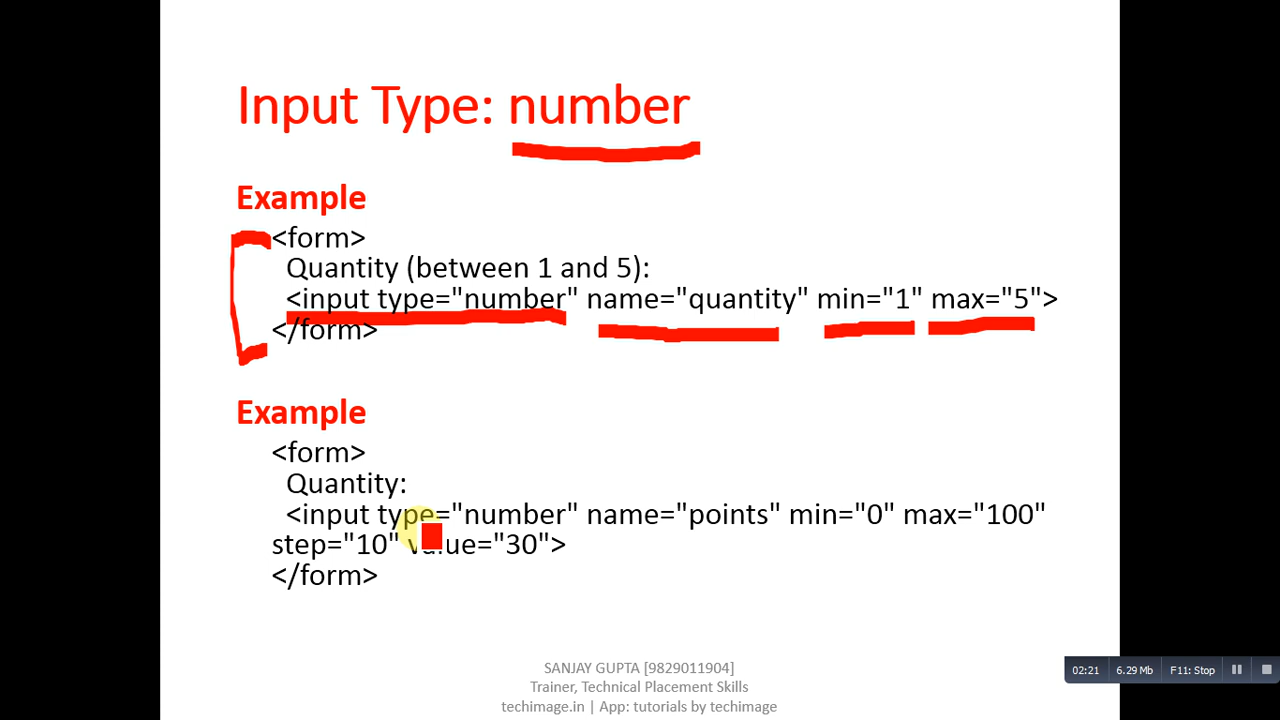 Input Type: number
Example
<form>
Quantity (between 1 and 5):
<input type="number" name="quantity" min="1" max="5">
</form>
Example
<form>
Quantity:
<input type="number" name="points" min="0" max="100"
step="10" value="30">
</form>
SANJAY GUPTA [9829011904]
Trainer, Technical Placement Skills
techimage.in | App: tutorials by techimage
02:21 6.29 Mb F11: Stop